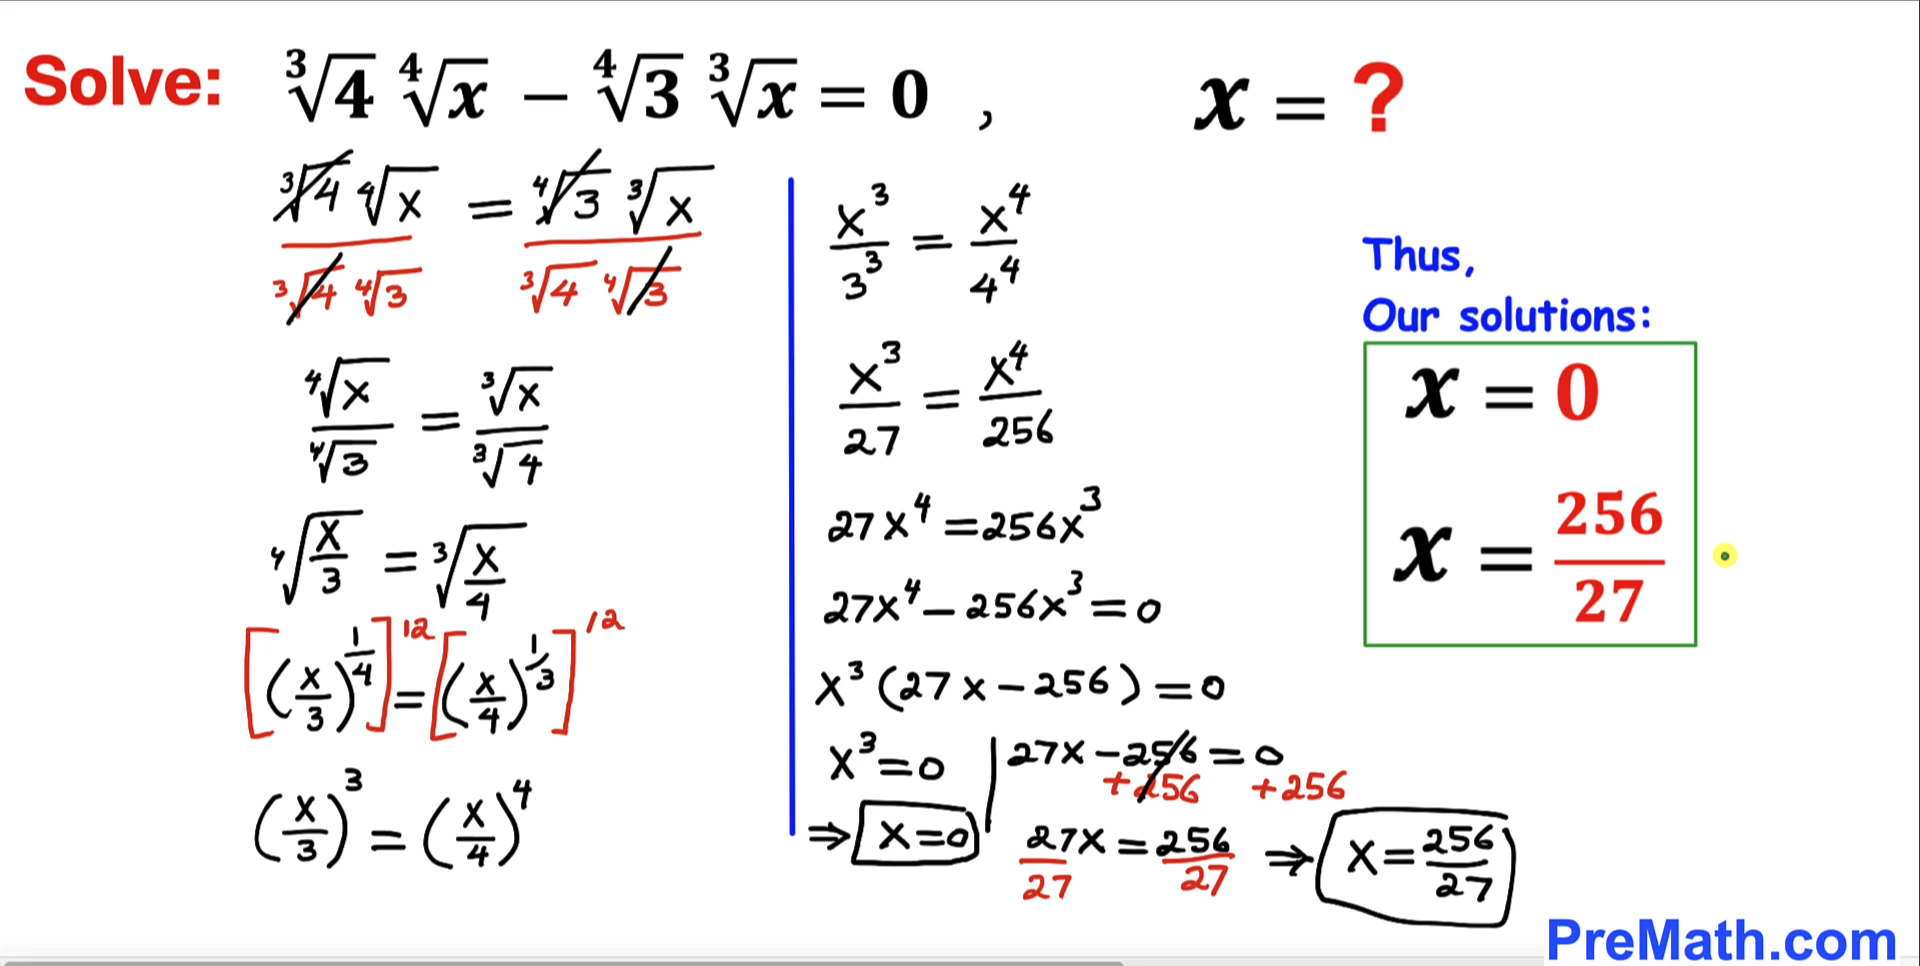 Solve: ∛4 ∜x − ∜3 ∛x = 0 , x = ?
∛4 ∜x / ∛4 ∜3 = ∜3 ∛x / ∛4 ∜3
∜x / ∜3 = ∛x / ∛4
∜(x/3) = ∛(x/4)
[(x/3)^(1/4)]^12 = [(x/4)^(1/3)]^12
(x/3)^3 = (x/4)^4
x^3/3^3 = x^4/4^4
x^3/27 = x^4/256
27x^4 = 256x^3
27x^4 − 256x^3 = 0
x^3 (27x − 256) = 0
x^3 = 0 | 27x − 256 = 0
+256 +256
⇒ x = 0
27x/27 = 256/27 ⇒ x = 256/27
Thus,
Our solutions:
x = 0
x = 256/27
PreMath.com